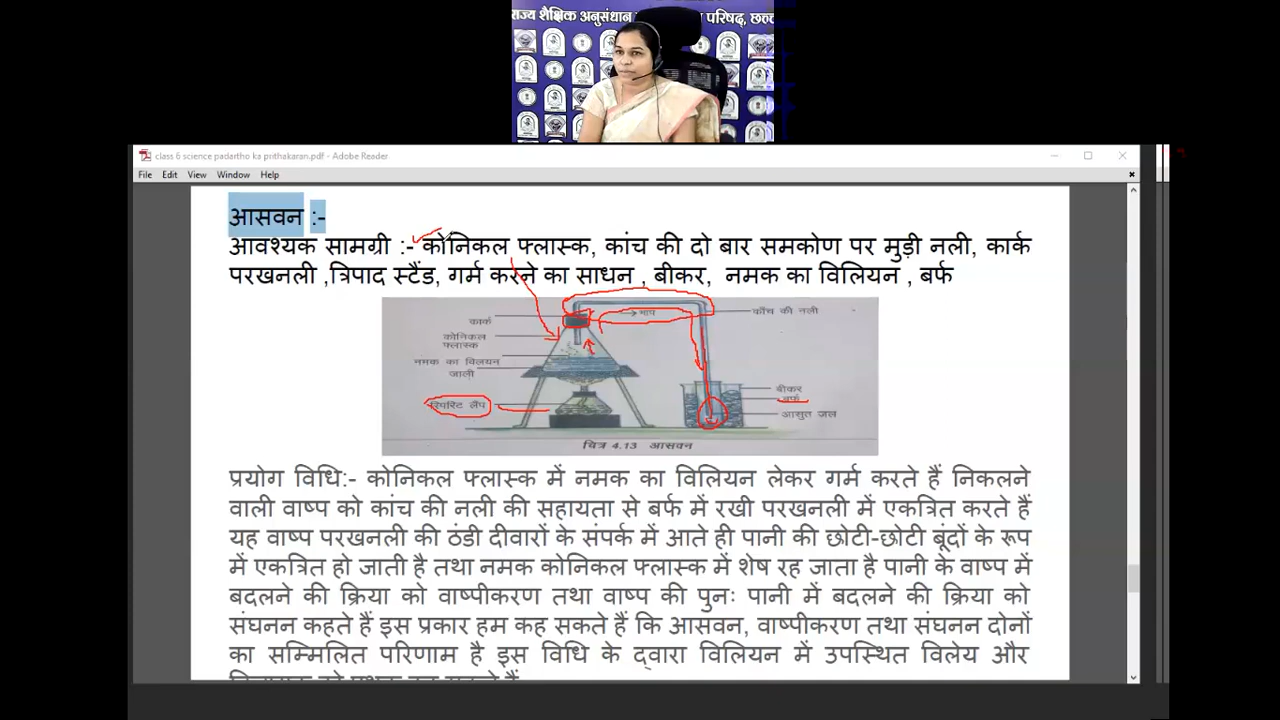 राज्य शैक्षिक अनुसंधान
परिषद्, छत्
class 6 science padartho ka prithakaran.pdf - Adobe Reader
File Edit View Window Help
आसवन :-
आवश्यक सामग्री :- कोनिकल फ्लास्क, कांच की दो बार समकोण पर मुड़ी नली, कार्क
परखनली ,त्रिपाद स्टैंड, गर्म करने का साधन , बीकर, नमक का विलियन , बर्फ
कार्क
भाप
काँच की नली
कोनिकल
फ्लास्क
नमक का विलयन
जाली
स्पिरिट लैंप
बीकर
बर्फ
आसुत जल
चित्र 4.13 आसवन
प्रयोग विधि:- कोनिकल फ्लास्क में नमक का विलियन लेकर गर्म करते हैं निकलने
वाली वाष्प को कांच की नली की सहायता से बर्फ में रखी परखनली में एकत्रित करते हैं
यह वाष्प परखनली की ठंडी दीवारों के संपर्क में आते ही पानी की छोटी-छोटी बूंदों के रूप
में एकत्रित हो जाती है तथा नमक कोनिकल फ्लास्क में शेष रह जाता है पानी के वाष्प में
बदलने की क्रिया को वाष्पीकरण तथा वाष्प की पुनः पानी में बदलने की क्रिया को
संघनन कहते हैं इस प्रकार हम कह सकते हैं कि आसवन, वाष्पीकरण तथा संघनन दोनों
का सम्मिलित परिणाम है इस विधि के द्वारा विलियन में उपस्थित विलेय और